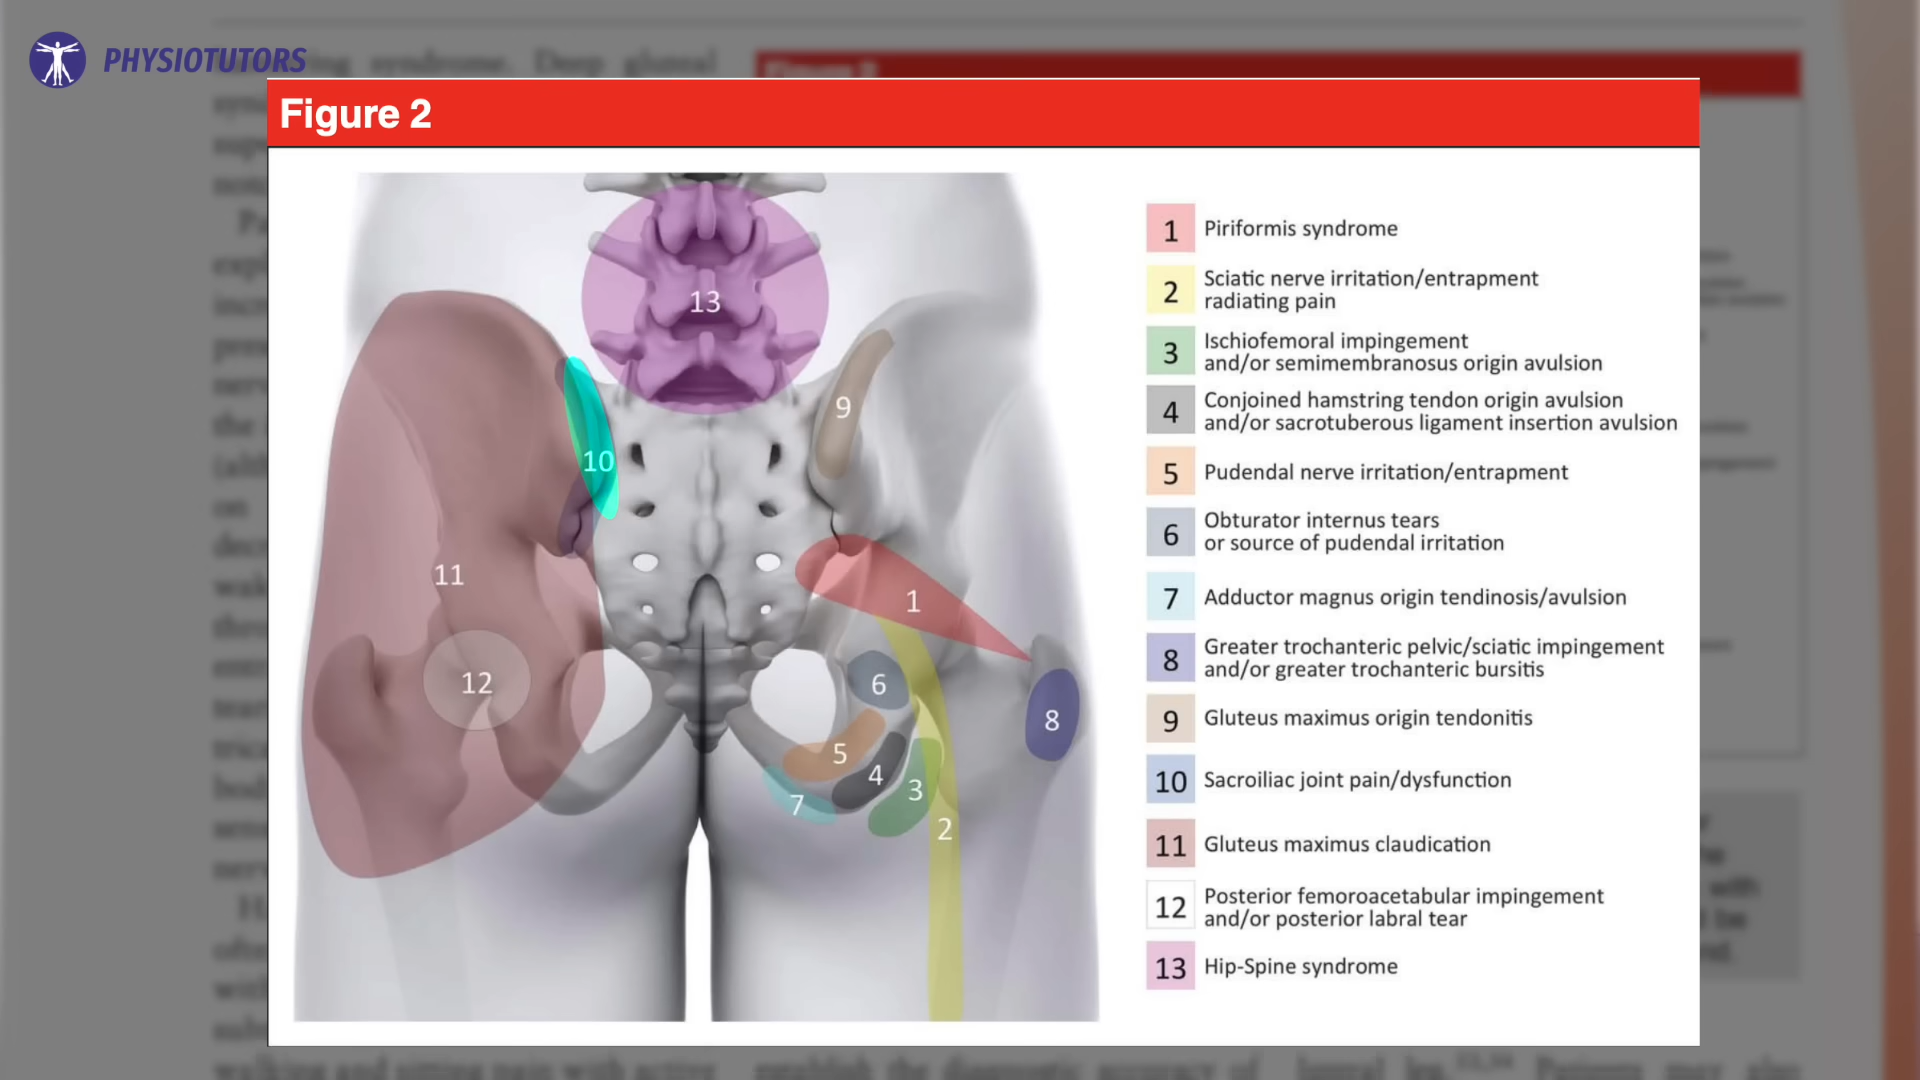 PHYSIOTUTORS
Figure 2
13
9
10
11
1
12
6
8
5
4
3
7
2
1 Piriformis syndrome
2 Sciatic nerve irritation/entrapment
radiating pain
3 Ischiofemoral impingement
and/or semimembranosus origin avulsion
4 Conjoined hamstring tendon origin avulsion
and/or sacrotuberous ligament insertion avulsion
5 Pudendal nerve irritation/entrapment
6 Obturator internus tears
or source of pudendal irritation
7 Adductor magnus origin tendinosis/avulsion
8 Greater trochanteric pelvic/sciatic impingement
and/or greater trochanteric bursitis
9 Gluteus maximus origin tendonitis
10 Sacroiliac joint pain/dysfunction
11 Gluteus maximus claudication
12 Posterior femoroacetabular impingement
and/or posterior labral tear
13 Hip-Spine syndrome